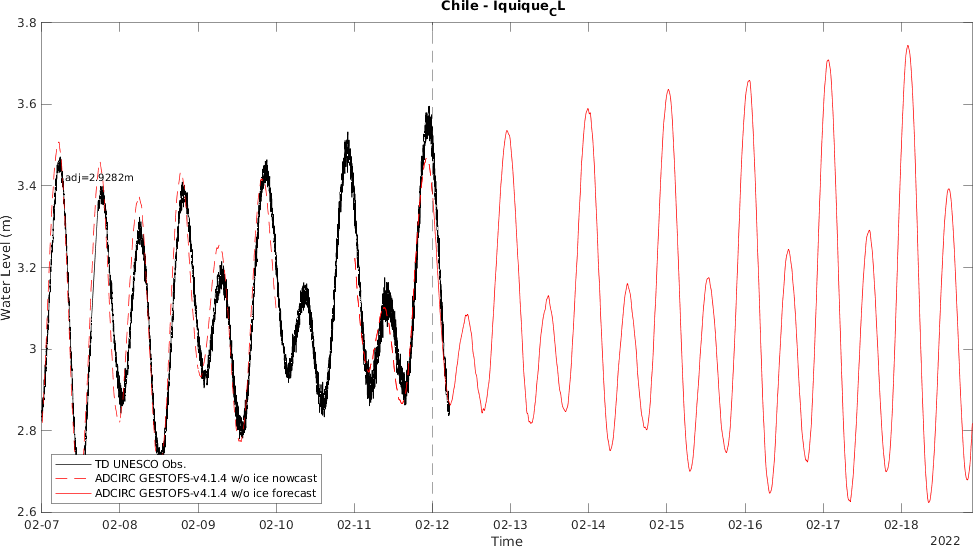 Chile - Iquique_CL
3.8
3.6
3.4
3.2
3
2.8
2.6
Water Level (m)
adj=2.9282m
TD UNESCO Obs.
ADCIRC GESTOFS-v4.1.4 w/o ice nowcast
ADCIRC GESTOFS-v4.1.4 w/o ice forecast
02-07 02-08 02-09 02-10 02-11 02-12 02-13 02-14 02-15 02-16 02-17 02-18
Time
2022